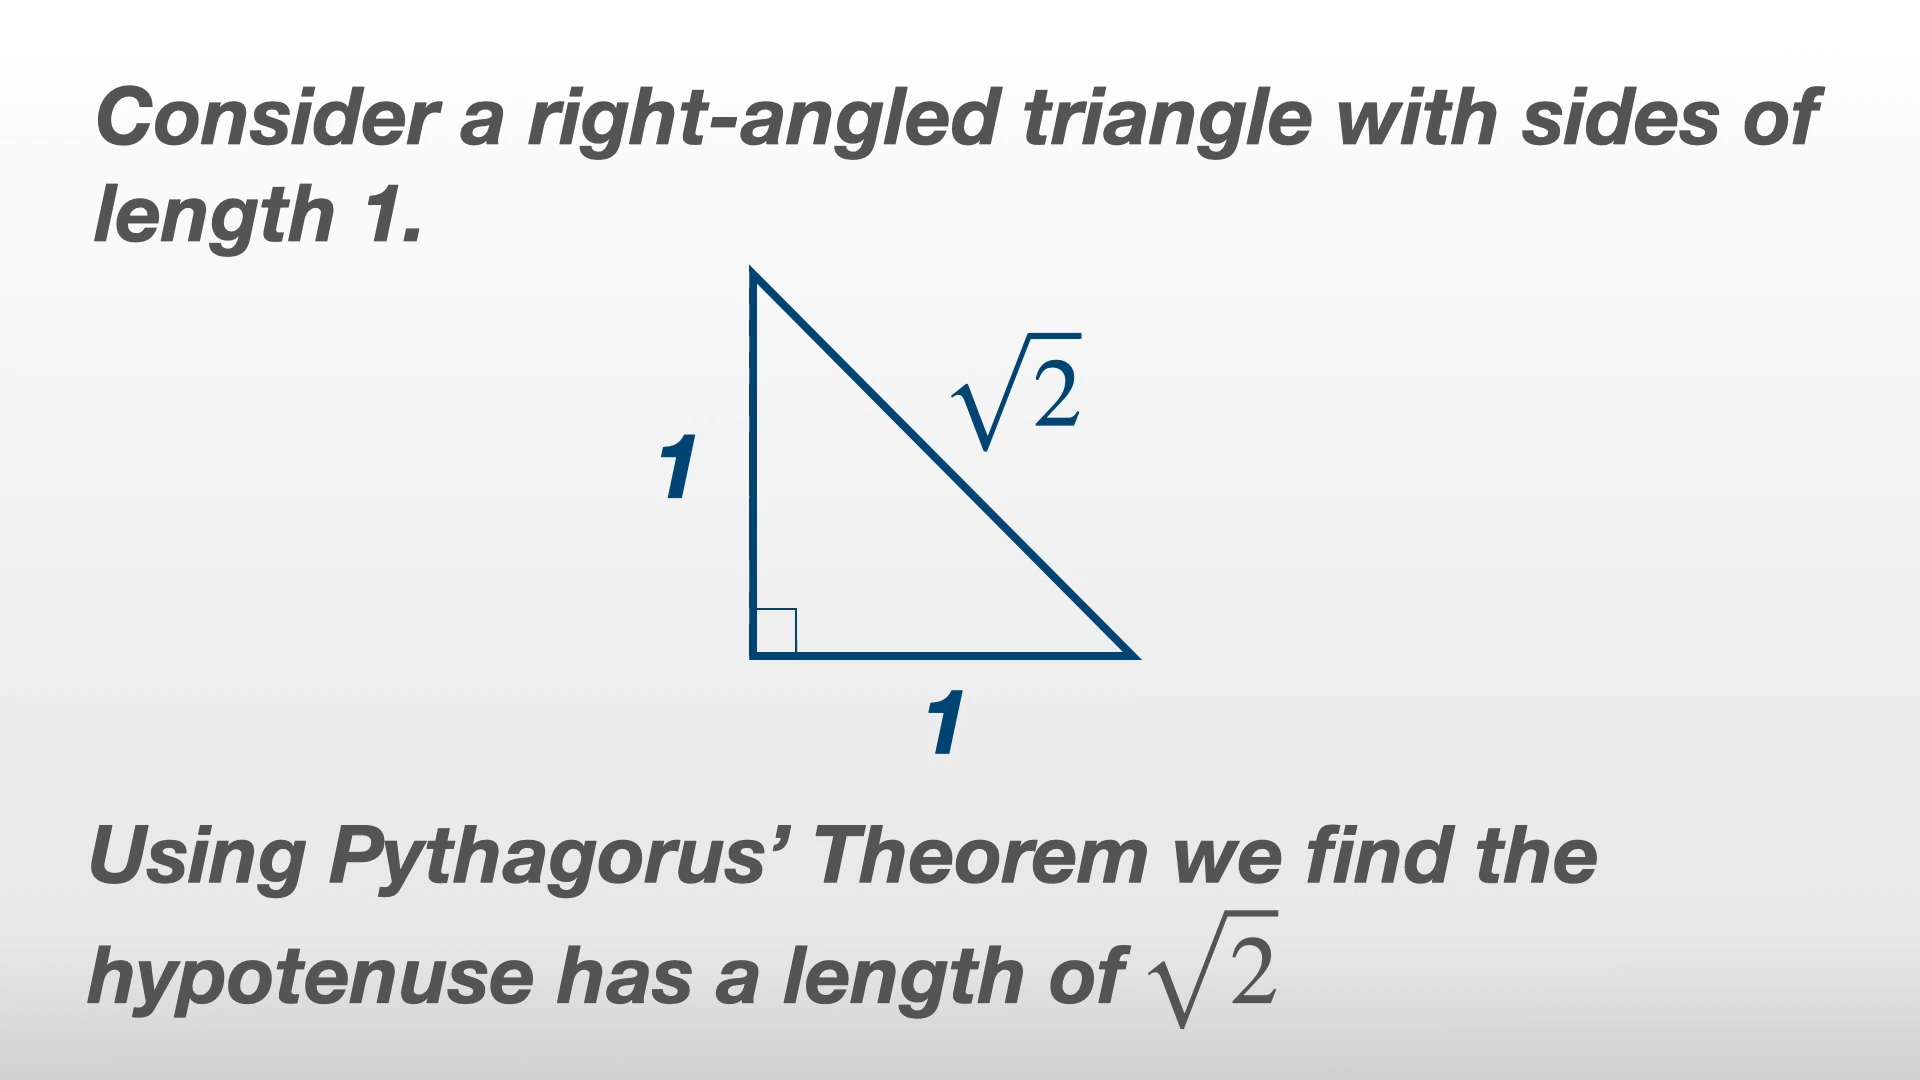 Consider a right-angled triangle with sides of
length 1.
√2
1
1
Using Pythagorus’ Theorem we find the
hypotenuse has a length of √2